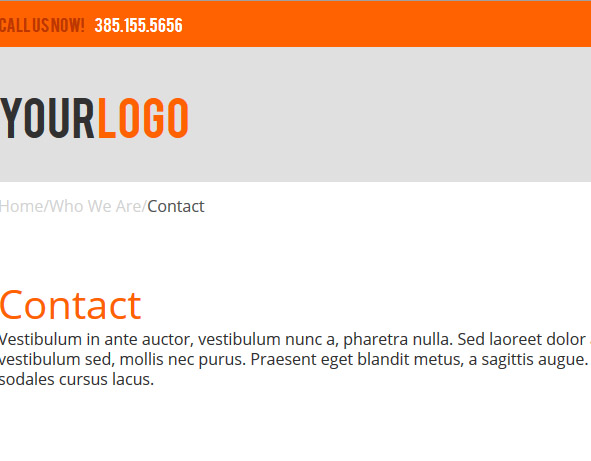 CALL US NOW! 385.155.5656
YOURLOGO
Home/Who We Are/Contact
Contact
Vestibulum in ante auctor, vestibulum nunc a, pharetra nulla. Sed laoreet dolor
vestibulum sed, mollis nec purus. Praesent eget blandit metus, a sagittis augue.
sodales cursus lacus.